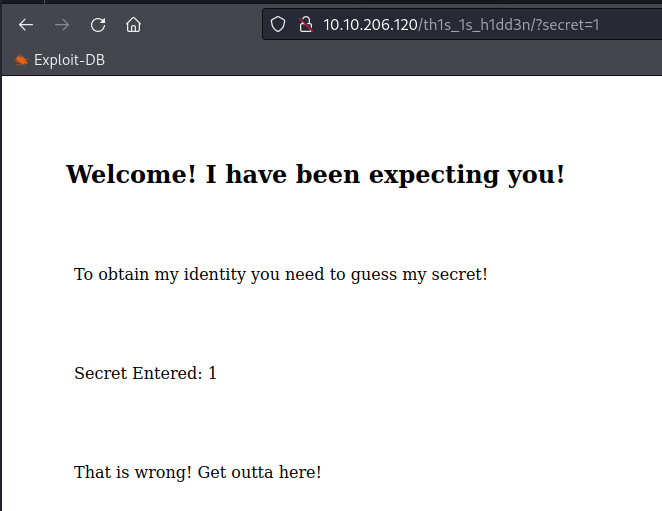 10.10.206.120/th1s_1s_h1dd3n/?secret=1
Exploit-DB
Welcome! I have been expecting you!
To obtain my identity you need to guess my secret!
Secret Entered: 1
That is wrong! Get outta here!